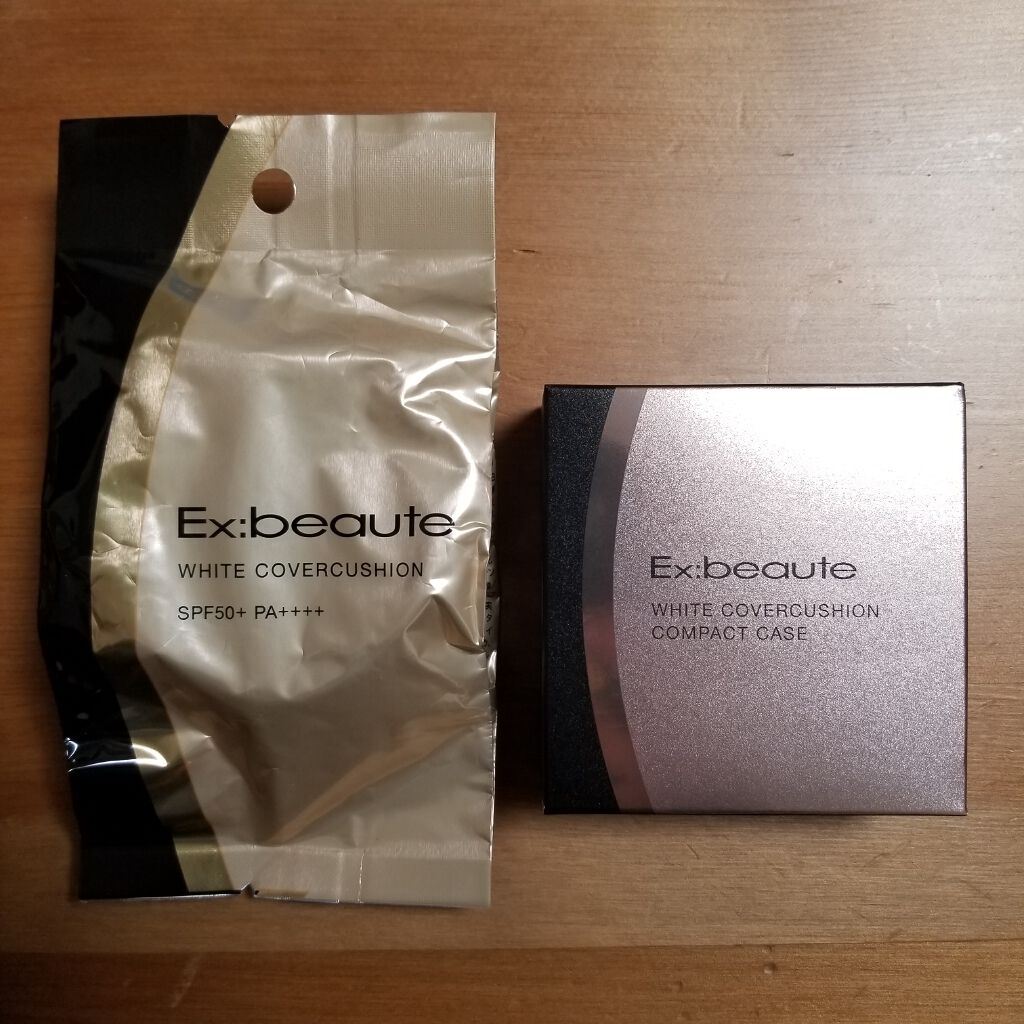 Ex:beaute
WHITE COVERCUSHION
SPF50+ PA++++
Ex:beaute
WHITE COVERCUSHION
COMPACT CASE